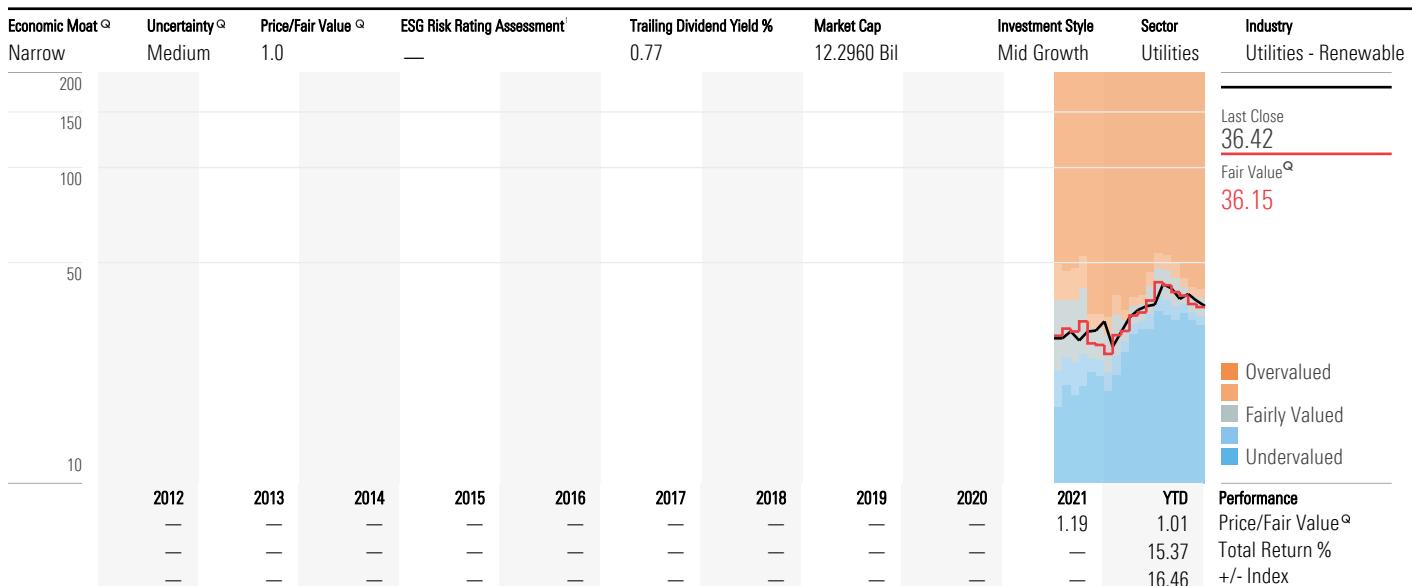 Economic Moat Q Uncertainty Q Price/Fair Value Q ESG Risk Rating Assessment¹ Trailing Dividend Yield % Market Cap Investment Style Sector Industry
Narrow Medium 1.0 — 0.77 12.2960 Bil Mid Growth Utilities Utilities - Renewable
200
150
100
50
10
Last Close
36.42
Fair Value Q
36.15
Overvalued
Fairly Valued
Undervalued
2012 2013 2014 2015 2016 2017 2018 2019 2020 2021 YTD Performance
— — — — — — — — — 1.19 1.01 Price/Fair Value Q
— — — — — — — — — — 15.37 Total Return %
— — — — — — — — — — 16.46 +/- Index